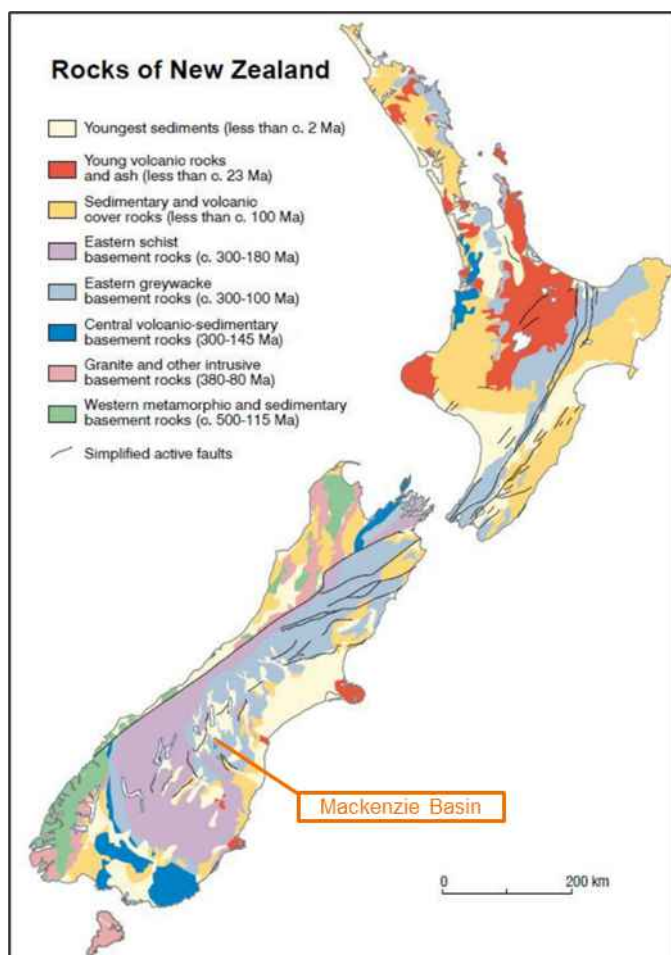 Rocks of New Zealand
Youngest sediments (less than c. 2 Ma)
Young volcanic rocks
and ash (less than c. 23 Ma)
Sedimentary and volcanic
cover rocks (less than c. 100 Ma)
Eastern schist
basement rocks (c. 300-180 Ma)
Eastern greywacke
basement rocks (c. 300-100 Ma)
Central volcanic-sedimentary
basement rocks (300-145 Ma)
Granite and other intrusive
basement rocks (380-80 Ma)
Western metamorphic and sedimentary
basement rocks (c. 500-115 Ma)
Simplified active faults
Mackenzie Basin
0 200 km